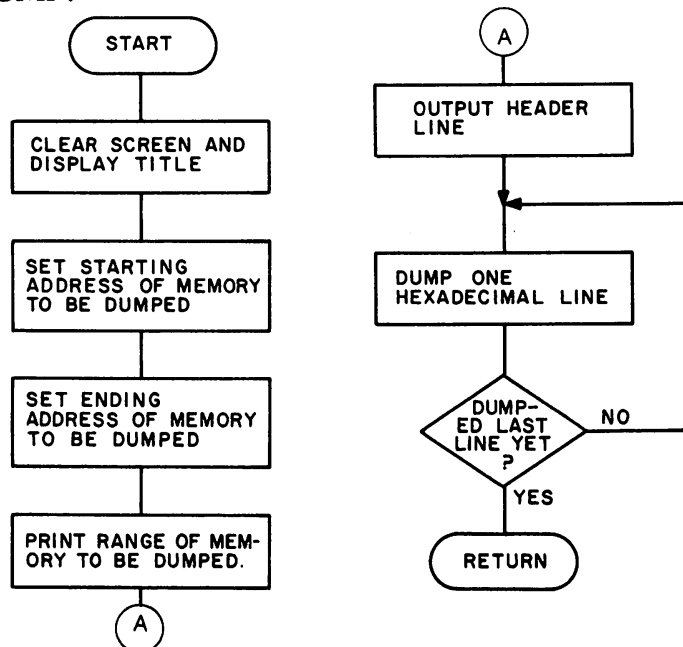 START
CLEAR SCREEN AND
DISPLAY TITLE
SET STARTING
ADDRESS OF MEMORY
TO BE DUMPED
SET ENDING
ADDRESS OF MEMORY
TO BE DUMPED
PRINT RANGE OF MEM-
ORY TO BE DUMPED.
A
A
OUTPUT HEADER
LINE
DUMP ONE
HEXADECIMAL LINE
DUMP-
ED LAST
LINE YET
?
NO
YES
RETURN